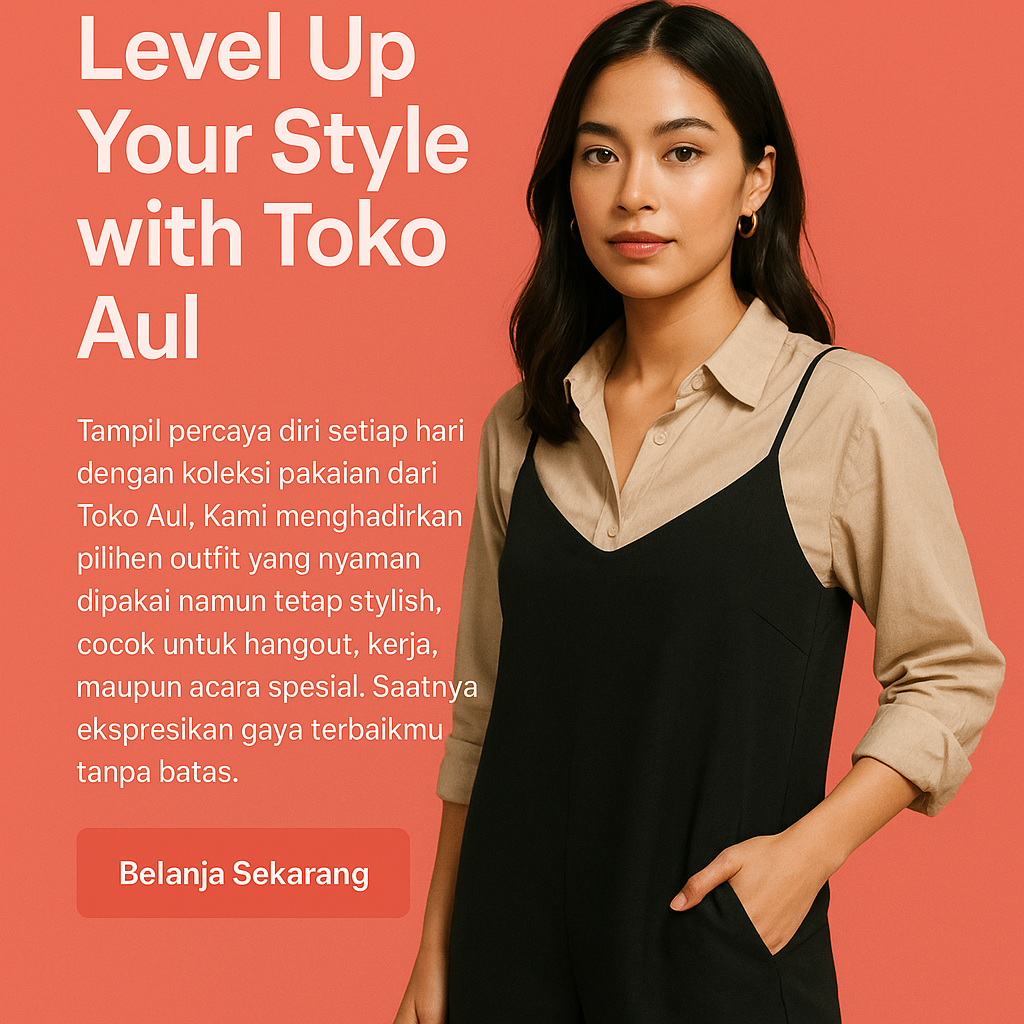 Level Up
Your Style
with Toko
Aul
Tampil percaya diri setiap hari
dengan koleksi pakaian dari
Toko Aul, Kami menghadirkan
pilihen outfit yang nyaman
dipakai namun tetap stylish,
cocok untuk hangout, kerja,
maupun acara spesial. Saatnya
ekspresikan gaya terbaikmu
tanpa batas.
Belanja Sekarang